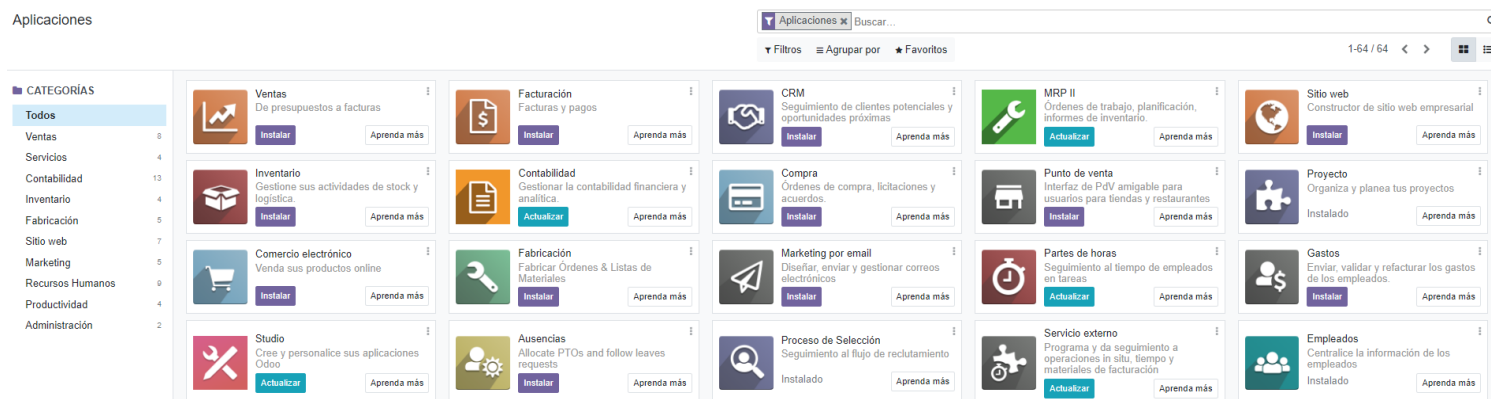 Aplicaciones
Aplicaciones ✖ Buscar...
Filtros Agrupar por Favoritos 1-64 / 64
CATEGORÍAS
Todos
Ventas 8
Servicios 4
Contabilidad 13
Inventario 4
Fabricación 5
Sitio web 7
Marketing 5
Recursos Humanos 9
Productividad 4
Administración 2
Ventas
De presupuestos a facturas
Instalar Aprenda más
Facturación
Facturas y pagos
Instalar Aprenda más
CRM
Seguimiento de clientes potenciales y
oportunidades próximas
Instalar Aprenda más
MRP II
Órdenes de trabajo, planificación,
informes de inventario.
Actualizar Aprenda más
Sitio web
Constructor de sitio web empresarial
Instalar Aprenda más
Inventario
Gestione sus actividades de stock y
logística.
Instalar Aprenda más
Contabilidad
Gestionar la contabilidad financiera y
analítica.
Actualizar Aprenda más
Compra
Órdenes de compra, licitaciones y
acuerdos.
Instalar Aprenda más
Punto de venta
Interfaz de PdV amigable para
usuarios para tiendas y restaurantes
Instalar Aprenda más
Proyecto
Organiza y planea tus proyectos
Instalado Aprenda más
Comercio electrónico
Venda sus productos online
Instalar Aprenda más
Fabricación
Fabricar Órdenes & Listas de
Materiales
Instalar Aprenda más
Marketing por email
Diseñar, enviar y gestionar correos
electrónicos
Instalar Aprenda más
Partes de horas
Seguimiento al tiempo de empleados
en tareas
Actualizar Aprenda más
Gastos
Enviar, validar y refacturar los gastos
de los empleados.
Instalar Aprenda más
Studio
Cree y personalice sus aplicaciones
Odoo
Actualizar Aprenda más
Ausencias
Allocate PTOs and follow leaves
requests
Instalar Aprenda más
Proceso de Selección
Seguimiento al flujo de reclutamiento
Instalado Aprenda más
Servicio externo
Programa y da seguimiento a
operaciones in situ, tiempo y
materiales de facturación
Actualizar Aprenda más
Empleados
Centralice la información de los
empleados
Instalado Aprenda más